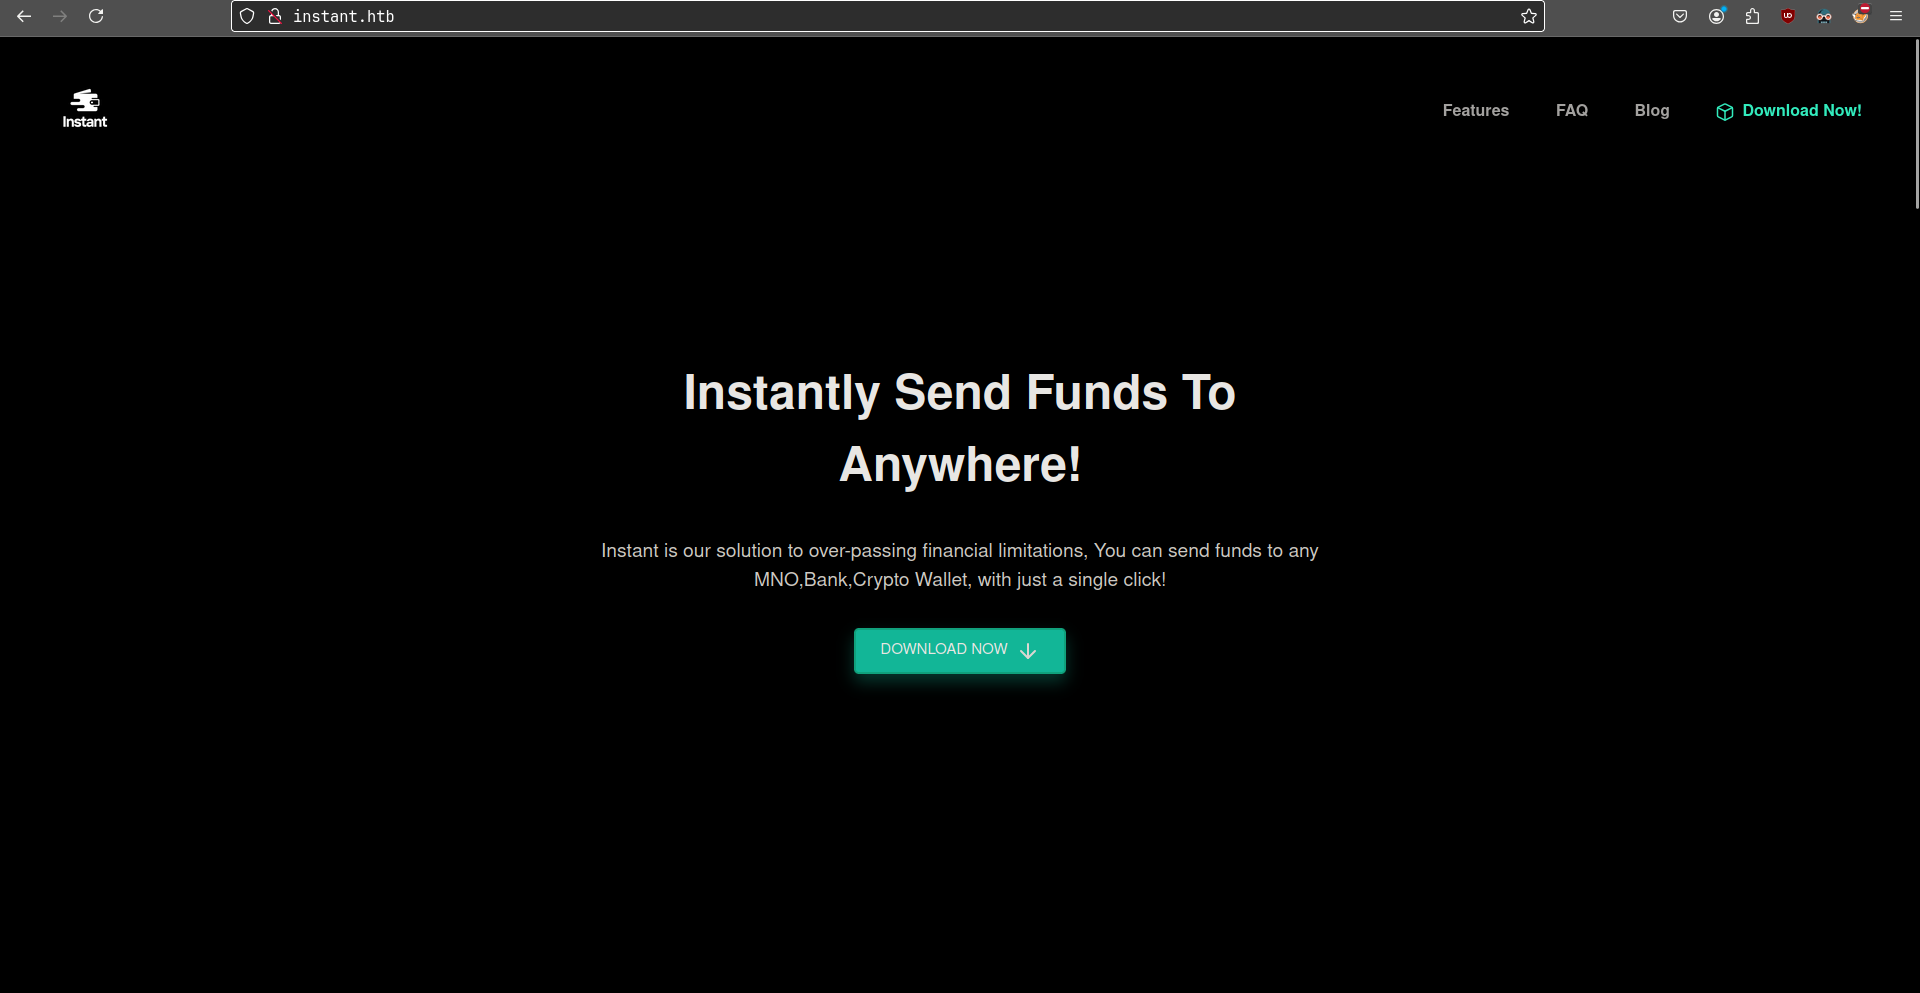 instant.htb
Instant
Features
FAQ
Blog
Download Now!
Instantly Send Funds To
Anywhere!
Instant is our solution to over-passing financial limitations, You can send funds to any
MNO,Bank,Crypto Wallet, with just a single click!
DOWNLOAD NOW